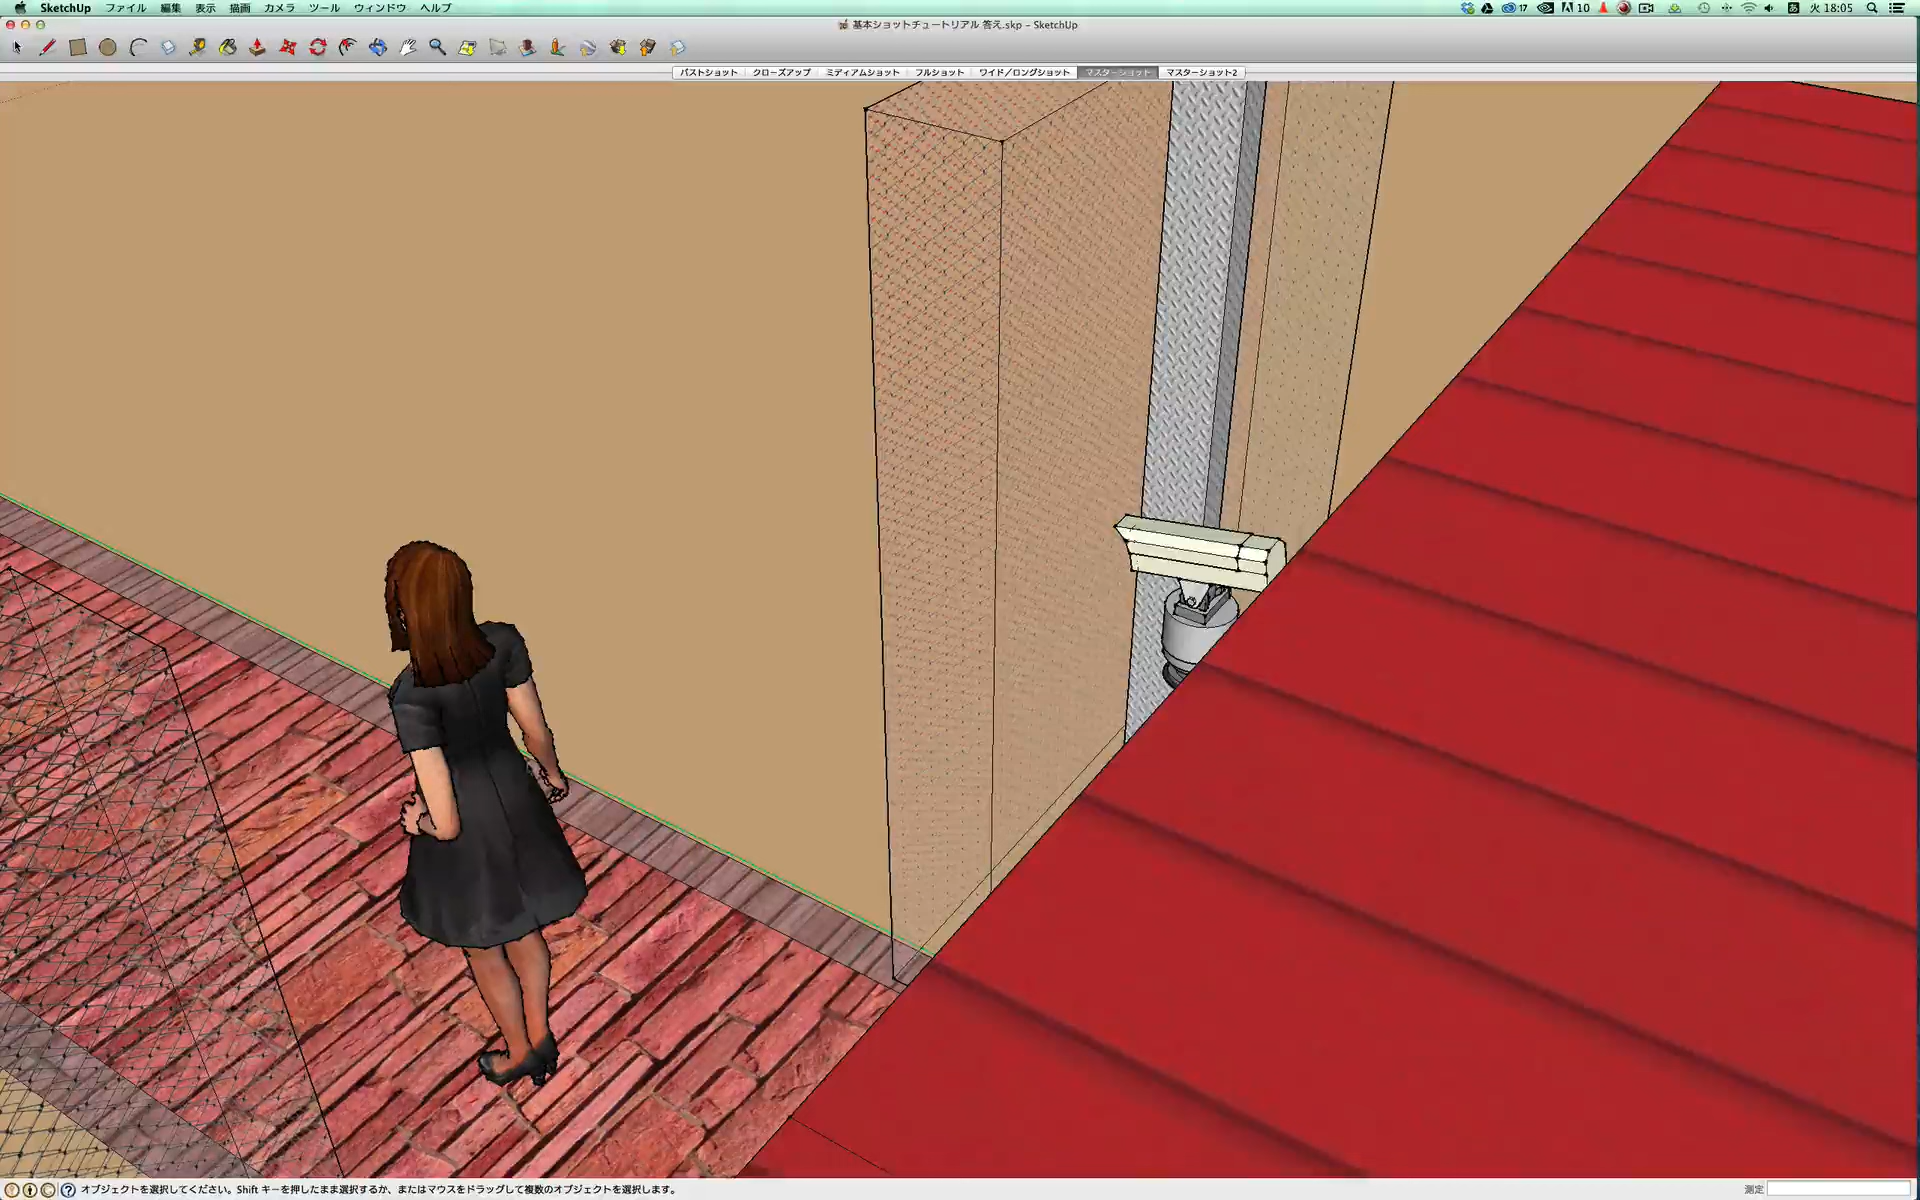 SketchUp ファイル 編集 表示 描画 カメラ ツール ウィンドウ ヘルプ 17 10 あ 火 18:05
基本ショットチュートリアル 答え.skp – SketchUp
バストショット クローズアップ ミディアムショット フルショット ワイド／ロングショット マスターショット マスターショット2
オブジェクトを選択してください。Shift キーを押したまま選択するか、またはマウスをドラッグして複数のオブジェクトを選択します。 測定